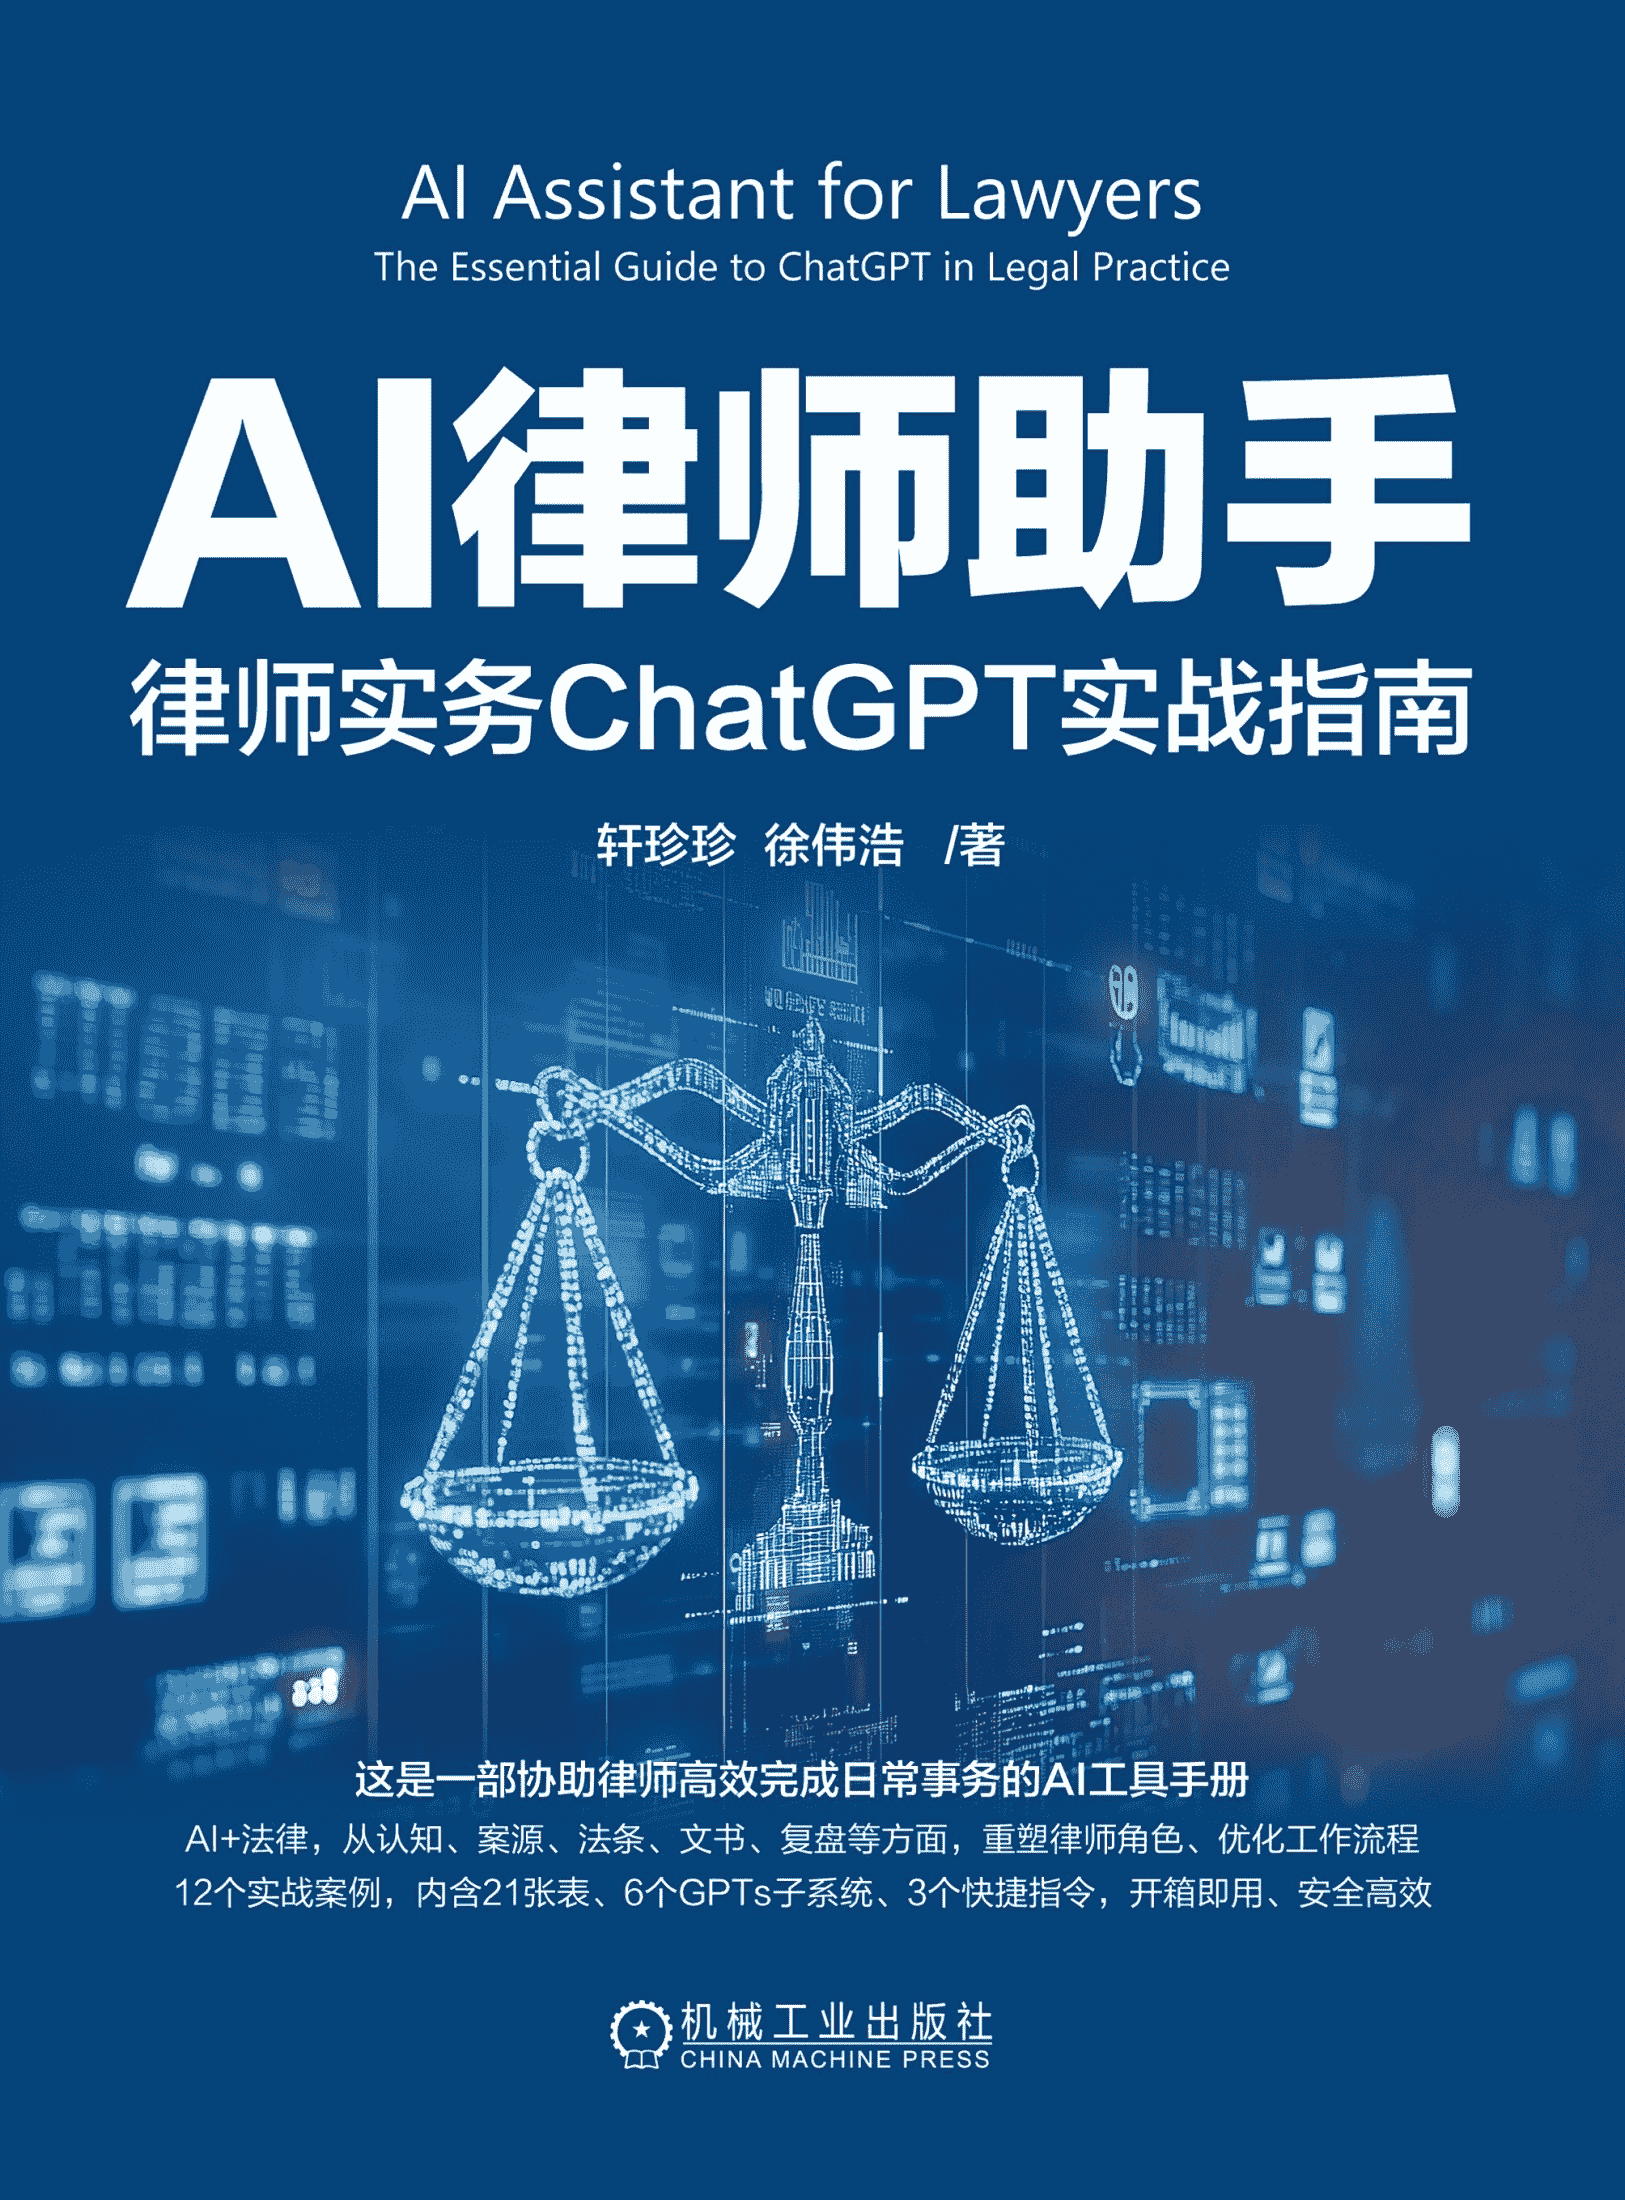 AI Assistant for Lawyers
The Essential Guide to ChatGPT in Legal Practice
AI律师助手
律师实务ChatGPT实战指南
轩珍珍 徐伟浩 /著
这是一部协助律师高效完成日常事务的AI工具手册
AI+法律，从认知、案源、法条、文书、复盘等方面，重塑律师角色、优化工作流程
12个实战案例，内含21张表、6个GPTs子系统、3个快捷指令，开箱即用、安全高效
机械工业出版社
CHINA MACHINE PRESS